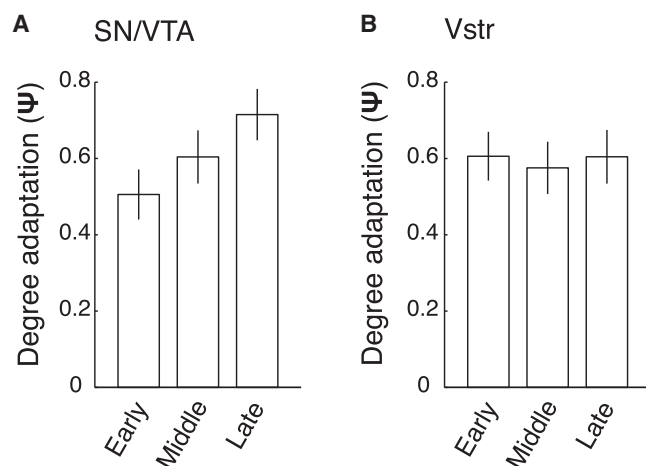 A SN/VTA
Degree adaptation (Ψ)
0.8
0.6
0.4
0.2
0
Early
Middle
Late
B Vstr
Degree adaptation (Ψ)
0.8
0.6
0.4
0.2
0
Early
Middle
Late